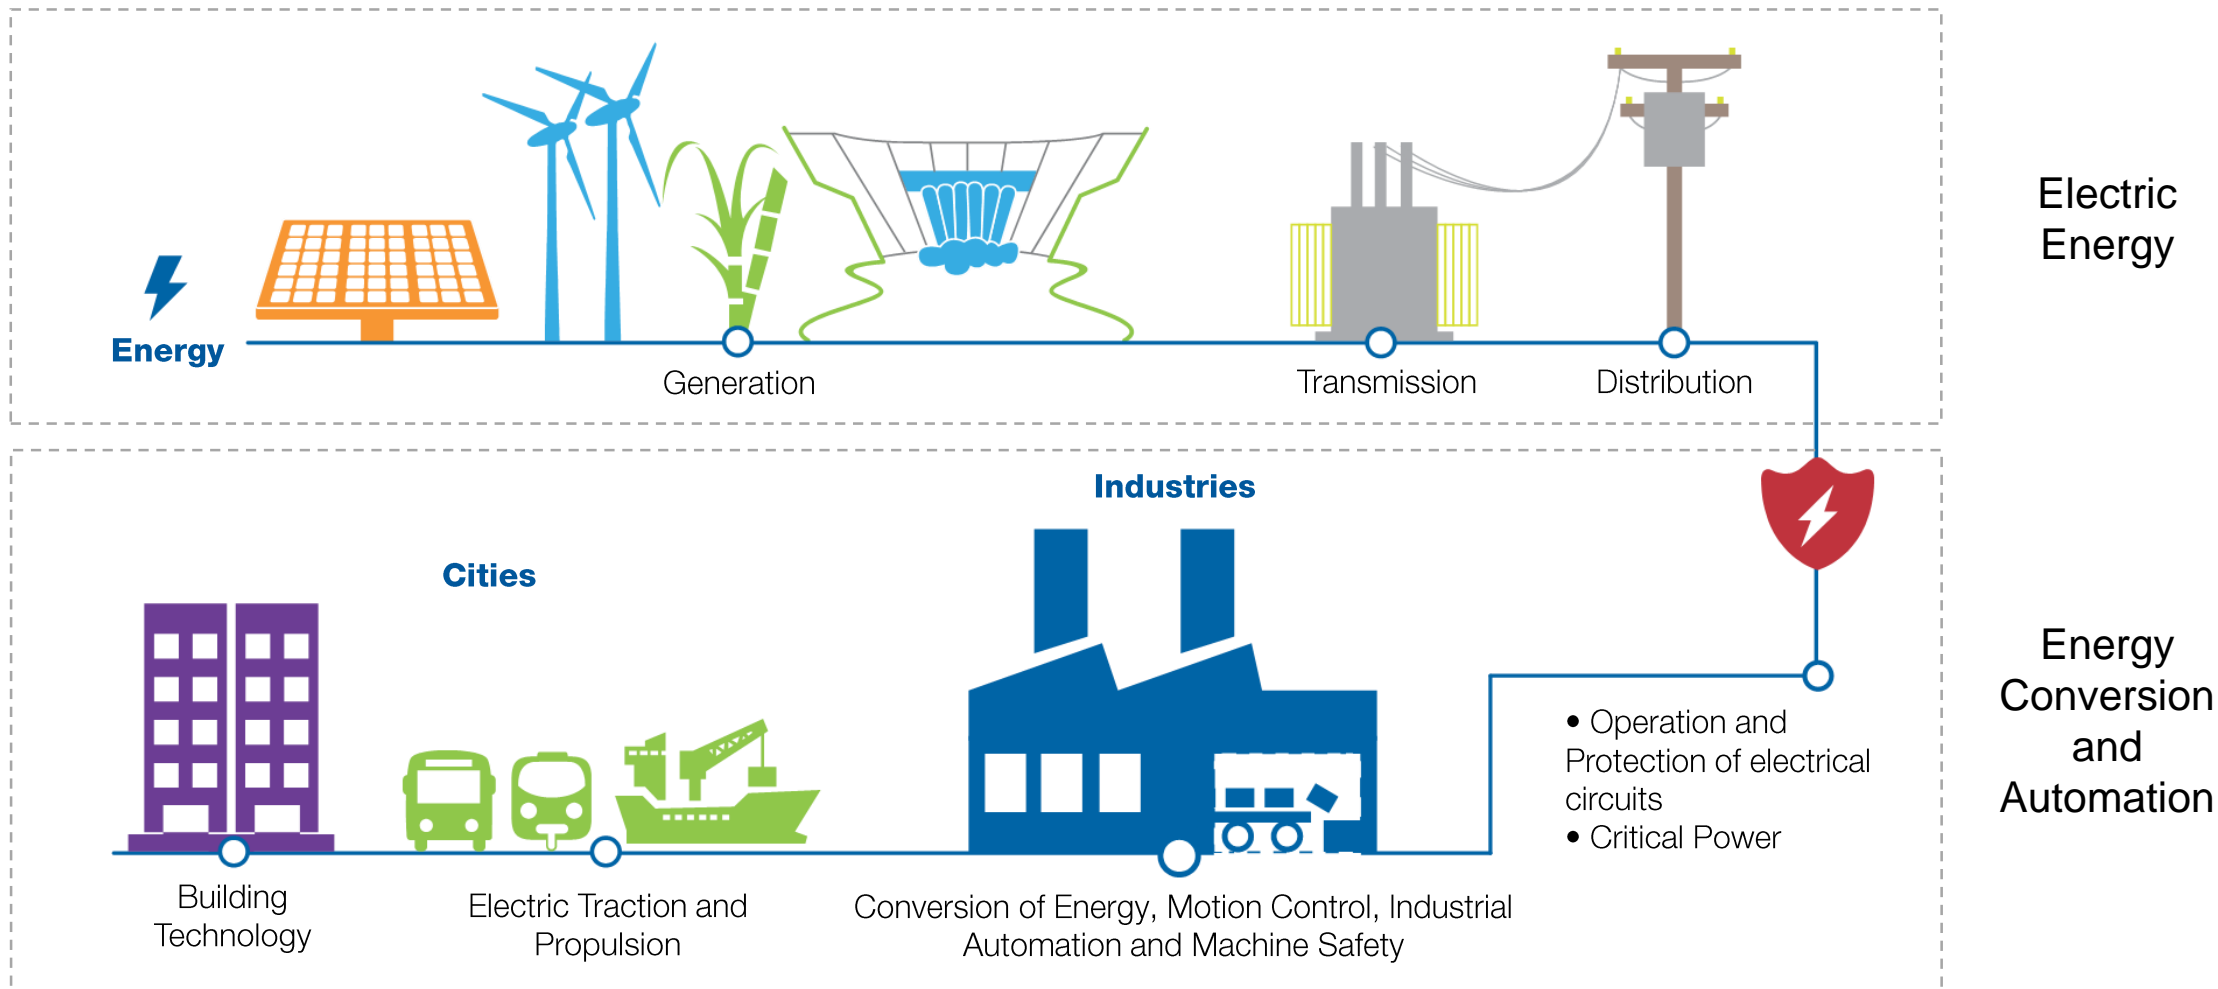 Energy
Generation
Transmission
Distribution
Electric
Energy
Industries
Cities
• Operation and
Protection of electrical
circuits
• Critical Power
Energy
Conversion
and
Automation
Building
Technology
Electric Traction and
Propulsion
Conversion of Energy, Motion Control, Industrial
Automation and Machine Safety